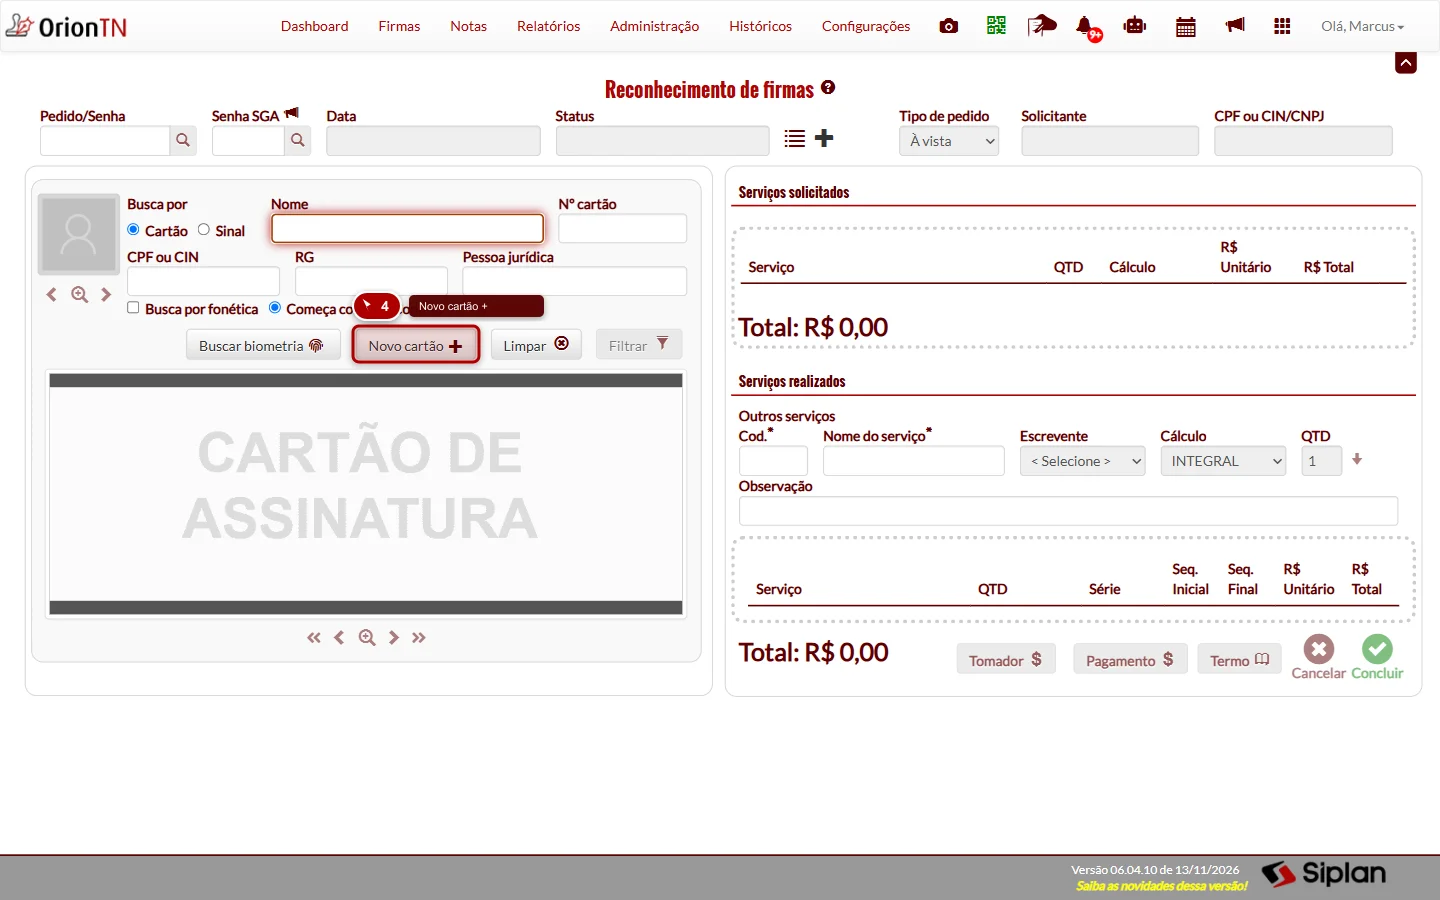 OrionTN
Dashboard Firmas Notas Relatórios Administração Históricos Configurações 9+ Olá, Marcus
Reconhecimento de firmas ?
Pedido/Senha Senha SGA Data Status Tipo de pedido Solicitante CPF ou CIN/CNPJ
À vista
Busca por Nome Nº cartão
Cartão Sinal
CPF ou CIN RG Pessoa jurídica
Busca por fonética Começa co
4 Novo cartão +
Buscar biometria Novo cartão Limpar Filtrar
CARTÃO DE
ASSINATURA
Serviços solicitados
Serviço QTD Cálculo R$ Unitário R$ Total
Total: R$ 0,00
Serviços realizados
Outros serviços
Cod.* Nome do serviço* Escrevente Cálculo QTD
< Selecione > INTEGRAL 1
Observação
Serviço QTD Série Seq. Inicial Seq. Final R$ Unitário R$ Total
Total: R$ 0,00 Tomador $ Pagamento $ Termo Cancelar Concluir
Versão 06.04.10 de 13/11/2026
Saiba as novidades dessa versão!
Siplan